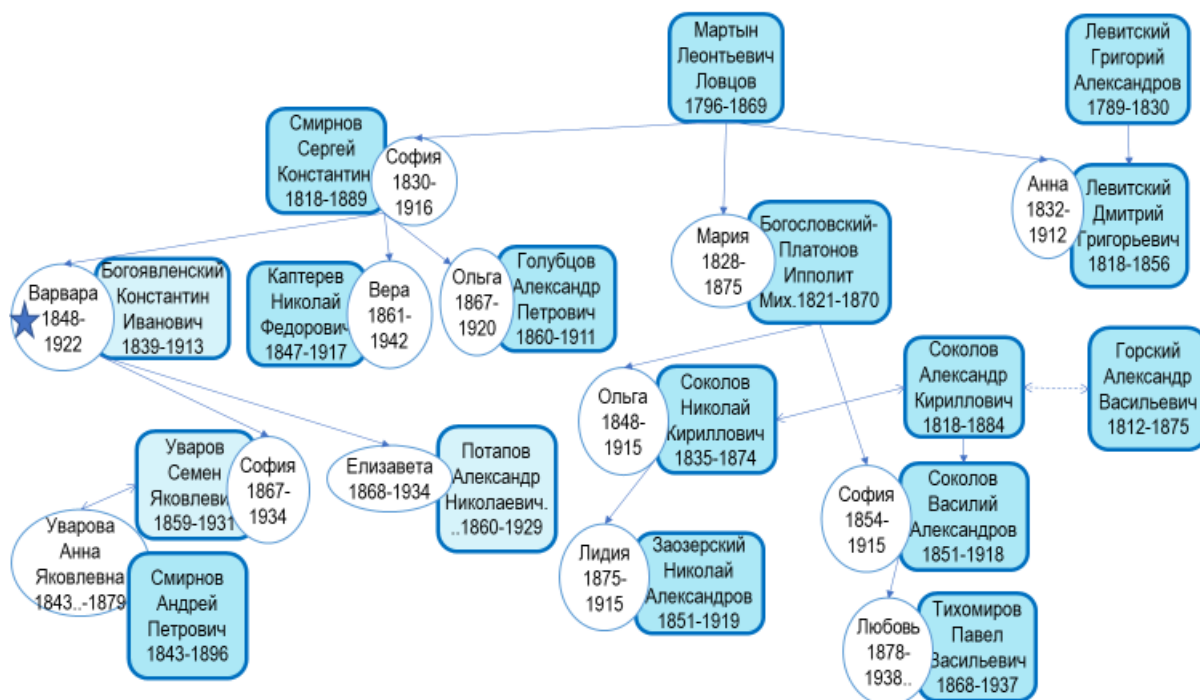 Мартын
Леонтьевич
Ловцов
1796-1869
Левитский
Григорий
Александров
1789-1830
Смирнов
Сергей
Константин
1818-1889
София
1830-
1916
Мария
1828-
1875
Богословский-
Платонов
Ипполит
Мих.1821-1870
Анна
1832-
1912
Левитский
Дмитрий
Григорьевич
1818-1856
Варвара
1848-
1922
Богоявленский
Константин
Иванович
1839-1913
Каптерев
Николай
Федорович
1847-1917
Вера
1861-
1942
Ольга
1867-
1920
Голубцов
Александр
Петрович
1860-1911
Ольга
1848-
1915
Соколов
Николай
Кириллович
1835-1874
Соколов
Александр
Кириллович
1818-1884
Горский
Александр
Васильевич
1812-1875
Уваров
Семен
Яковлеви
1859-1931
София
1867-
1934
Елизавета
1868-1934
Потапов
Александр
Николаевич.
..1860-1929
София
1854-
1915
Соколов
Василий
Александров
1851-1918
Уварова
Анна
Яковлевна
1843..-1879
Смирнов
Андрей
Петрович
1843-1896
Лидия
1875-
1915
Заозерский
Николай
Александров
1851-1919
Любовь
1878-
1938..
Тихомиров
Павел
Васильевич
1868-1937